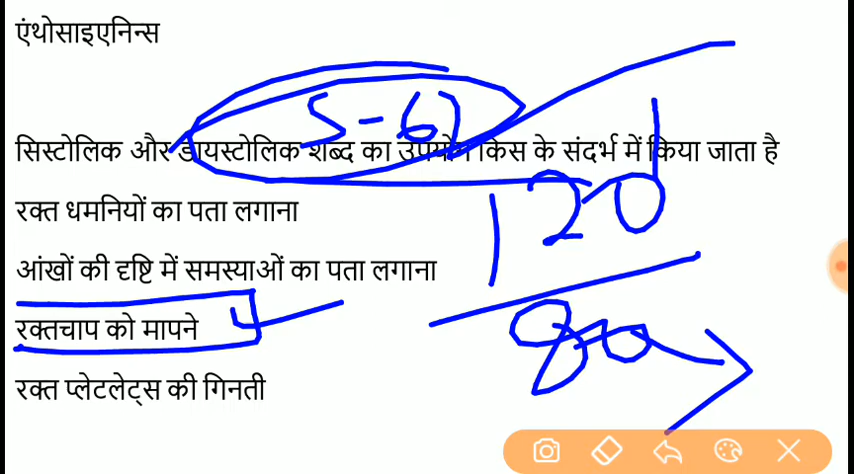 एंथोसाइएनिन्स
5-6)
सिस्टोलिक और डायस्टोलिक शब्द का उपयोग किस के संदर्भ में किया जाता है
रक्त धमनियों का पता लगाना
120
आंखों की दृष्टि में समस्याओं का पता लगाना
रक्तचाप को मापने
80
रक्त प्लेटलेट्स की गिनती